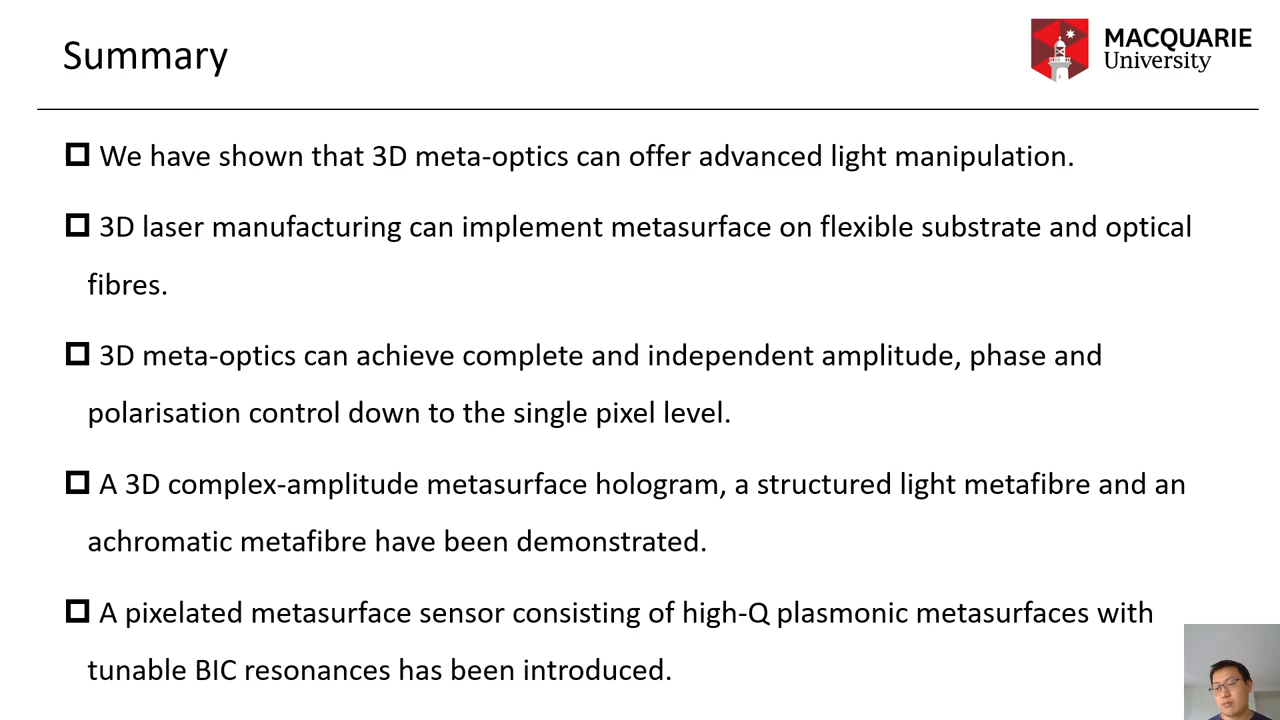 Summary
MACQUARIE
University
We have shown that 3D meta-optics can offer advanced light manipulation.
3D laser manufacturing can implement metasurface on flexible substrate and optical
fibres.
3D meta-optics can achieve complete and independent amplitude, phase and
polarisation control down to the single pixel level.
A 3D complex-amplitude metasurface hologram, a structured light metafibre and an
achromatic metafibre have been demonstrated.
A pixelated metasurface sensor consisting of high-Q plasmonic metasurfaces with
tunable BIC resonances has been introduced.